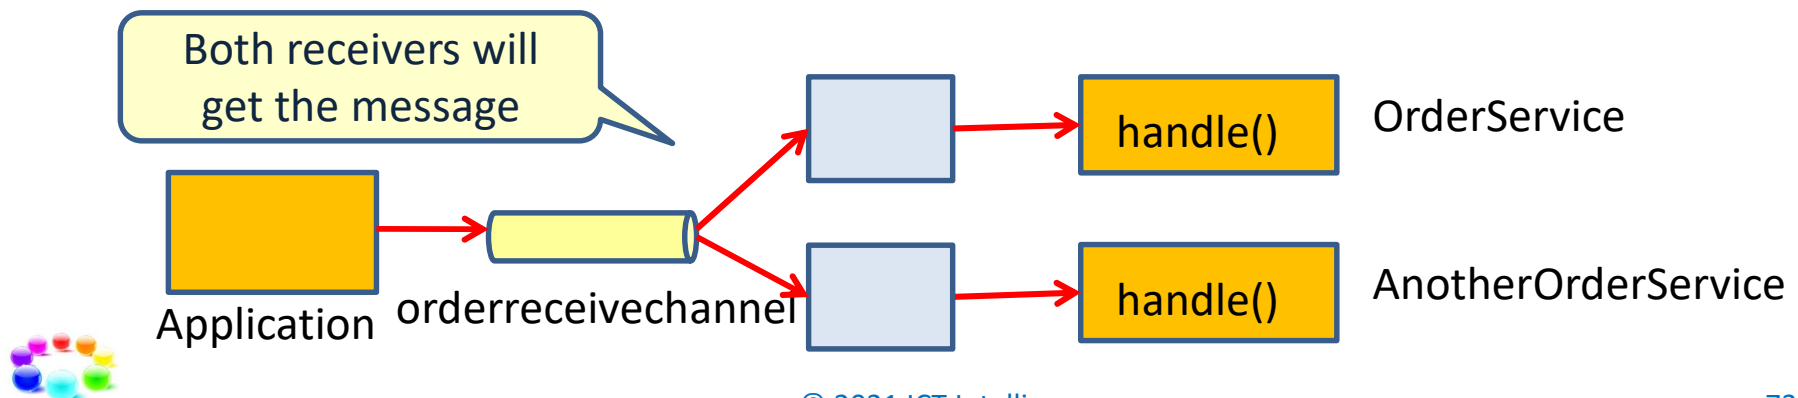 Both receivers will
get the message
handle()
OrderService
Application
orderreceivechannel
handle()
AnotherOrderService